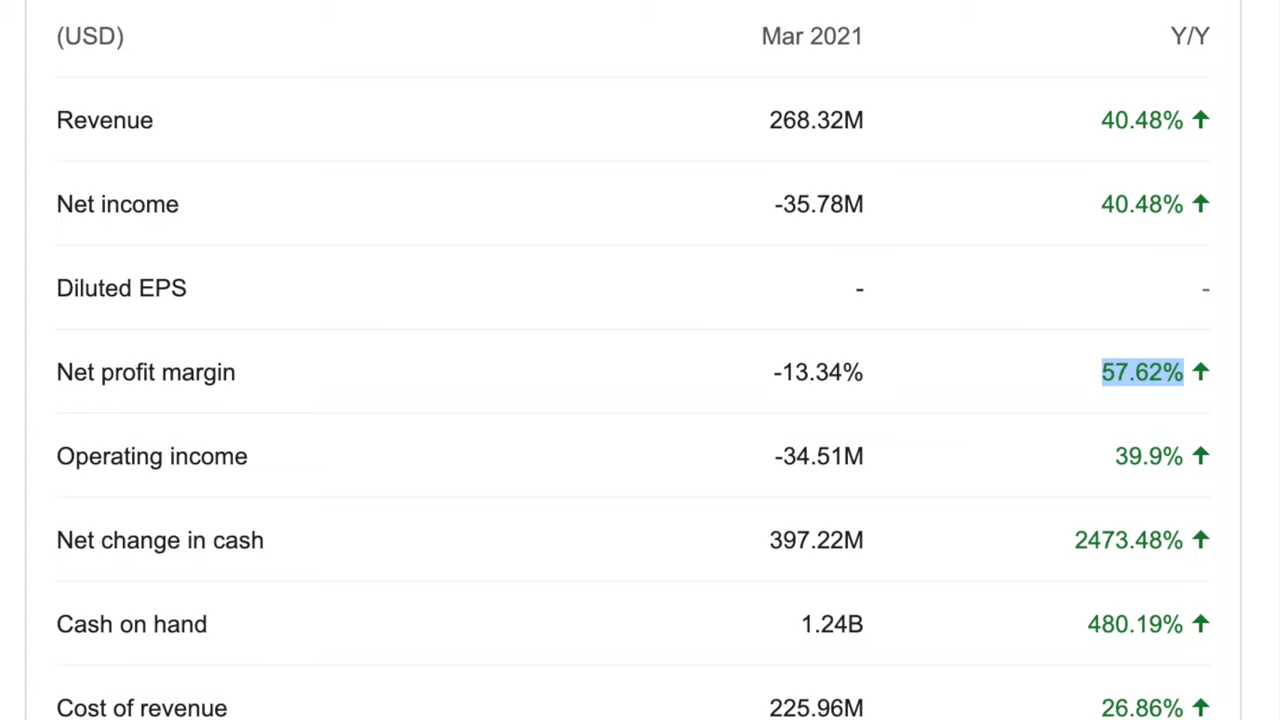 (USD) Mar 2021 Y/Y
Revenue 268.32M 40.48% ↑
Net income -35.78M 40.48% ↑
Diluted EPS - -
Net profit margin -13.34% 57.62% ↑
Operating income -34.51M 39.9% ↑
Net change in cash 397.22M 2473.48% ↑
Cash on hand 1.24B 480.19% ↑
Cost of revenue 225.96M 26.86% ↑